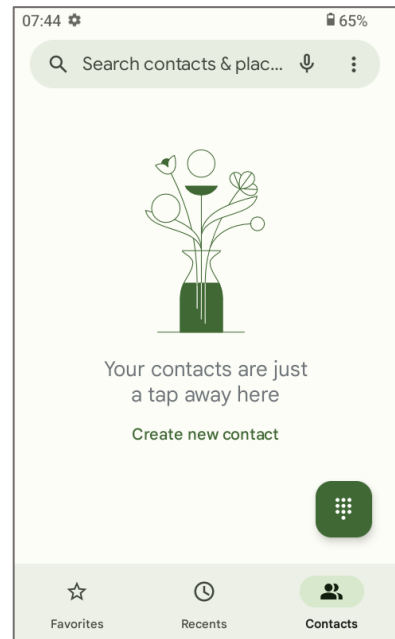 07:44 65%
Search contacts & plac...
Your contacts are just
a tap away here
Create new contact
Favorites Recents Contacts